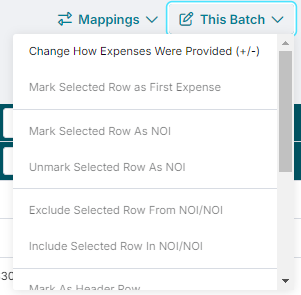 Mappings This Batch
Change How Expenses Were Provided (+/-)
Mark Selected Row as First Expense
Mark Selected Row As NOI
Unmark Selected Row As NOI
Exclude Selected Row From NOI/NOI
Include Selected Row In NOI/NOI
30
Mark As Header Row